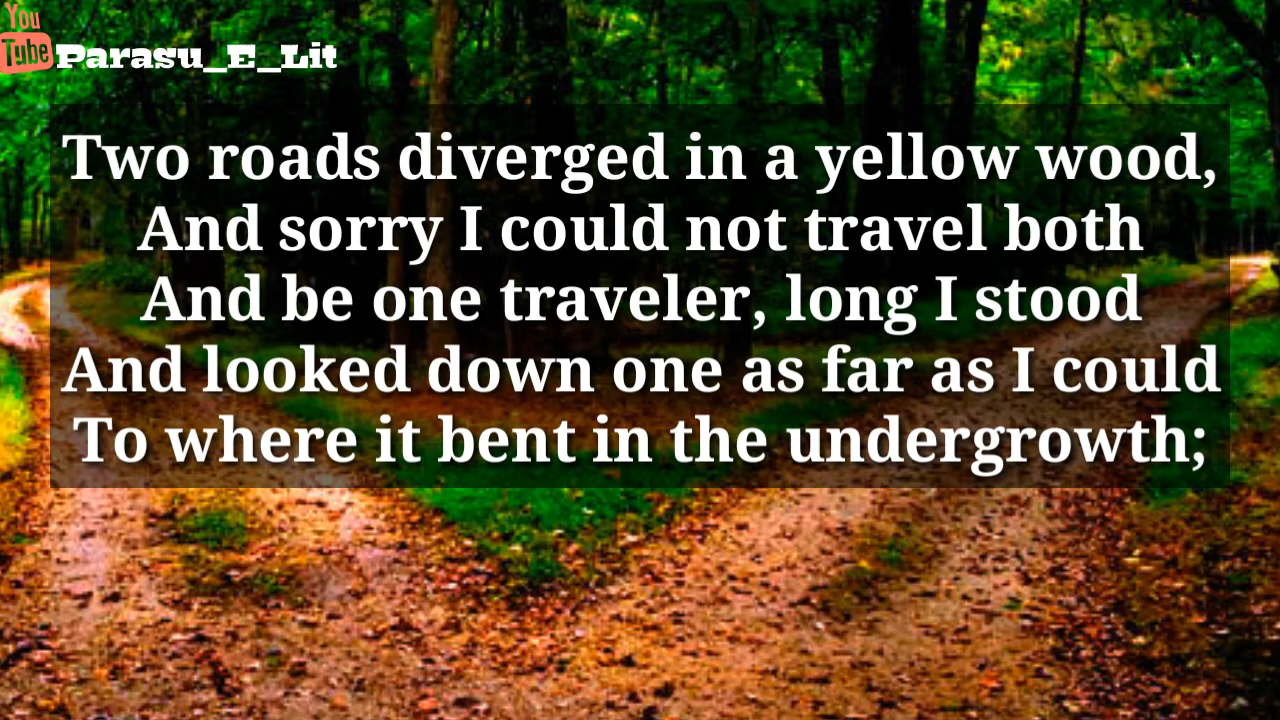 You
Tube
Parasu_E_Lit
Two roads diverged in a yellow wood,
And sorry I could not travel both
And be one traveler, long I stood
And looked down one as far as I could
To where it bent in the undergrowth;